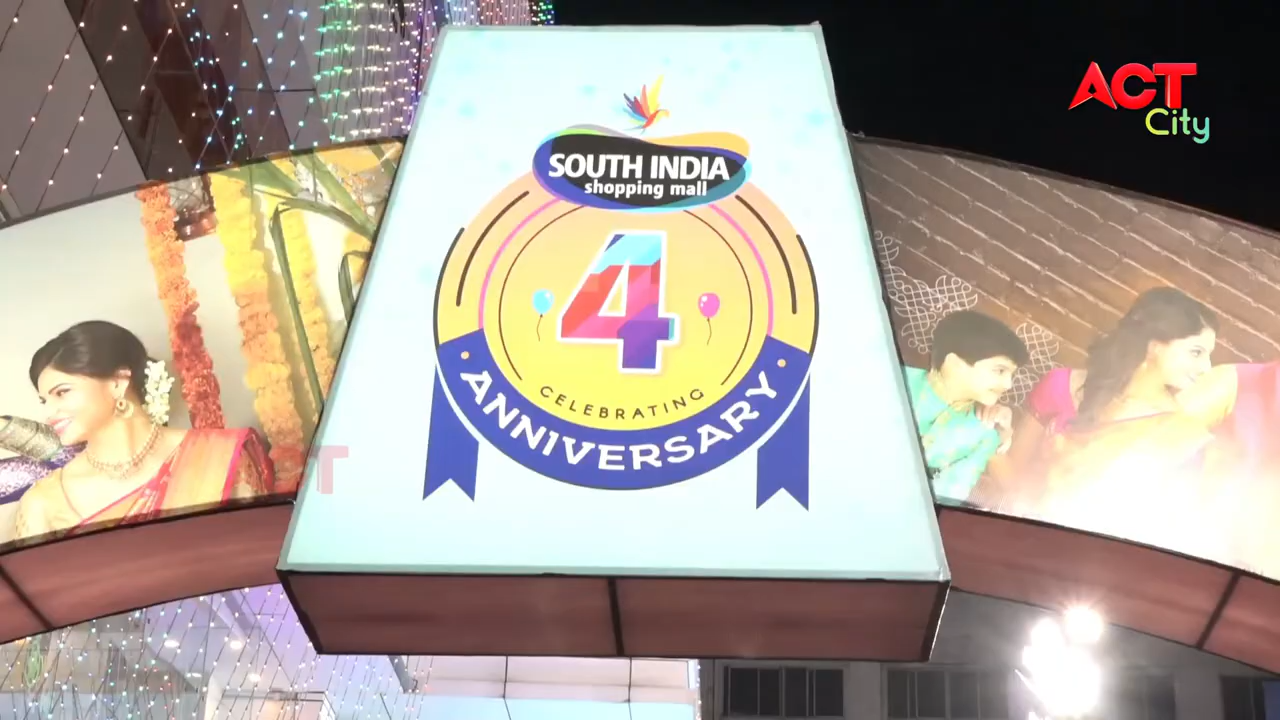 ACT
City
SOUTH INDIA
shopping mall
4
CELEBRATING
ANNIVERSARY